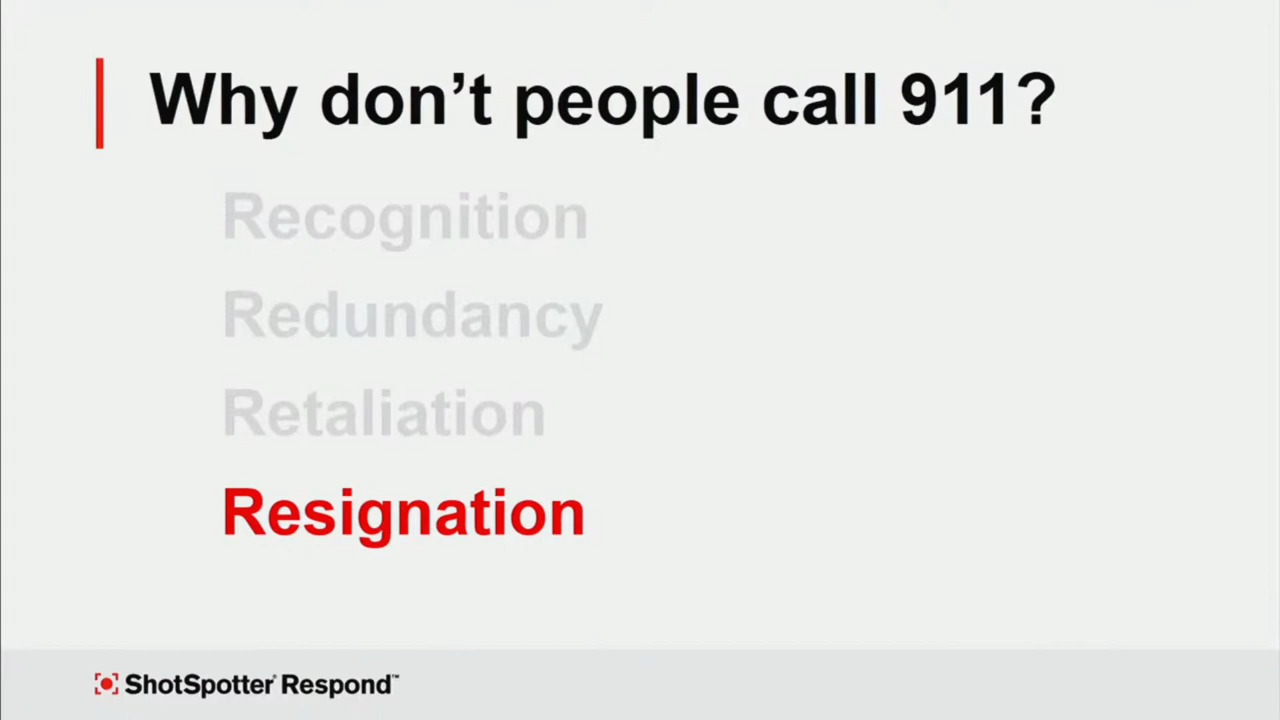 Why don’t people call 911?
Recognition
Redundancy
Retaliation
Resignation
ShotSpotter® Respond™